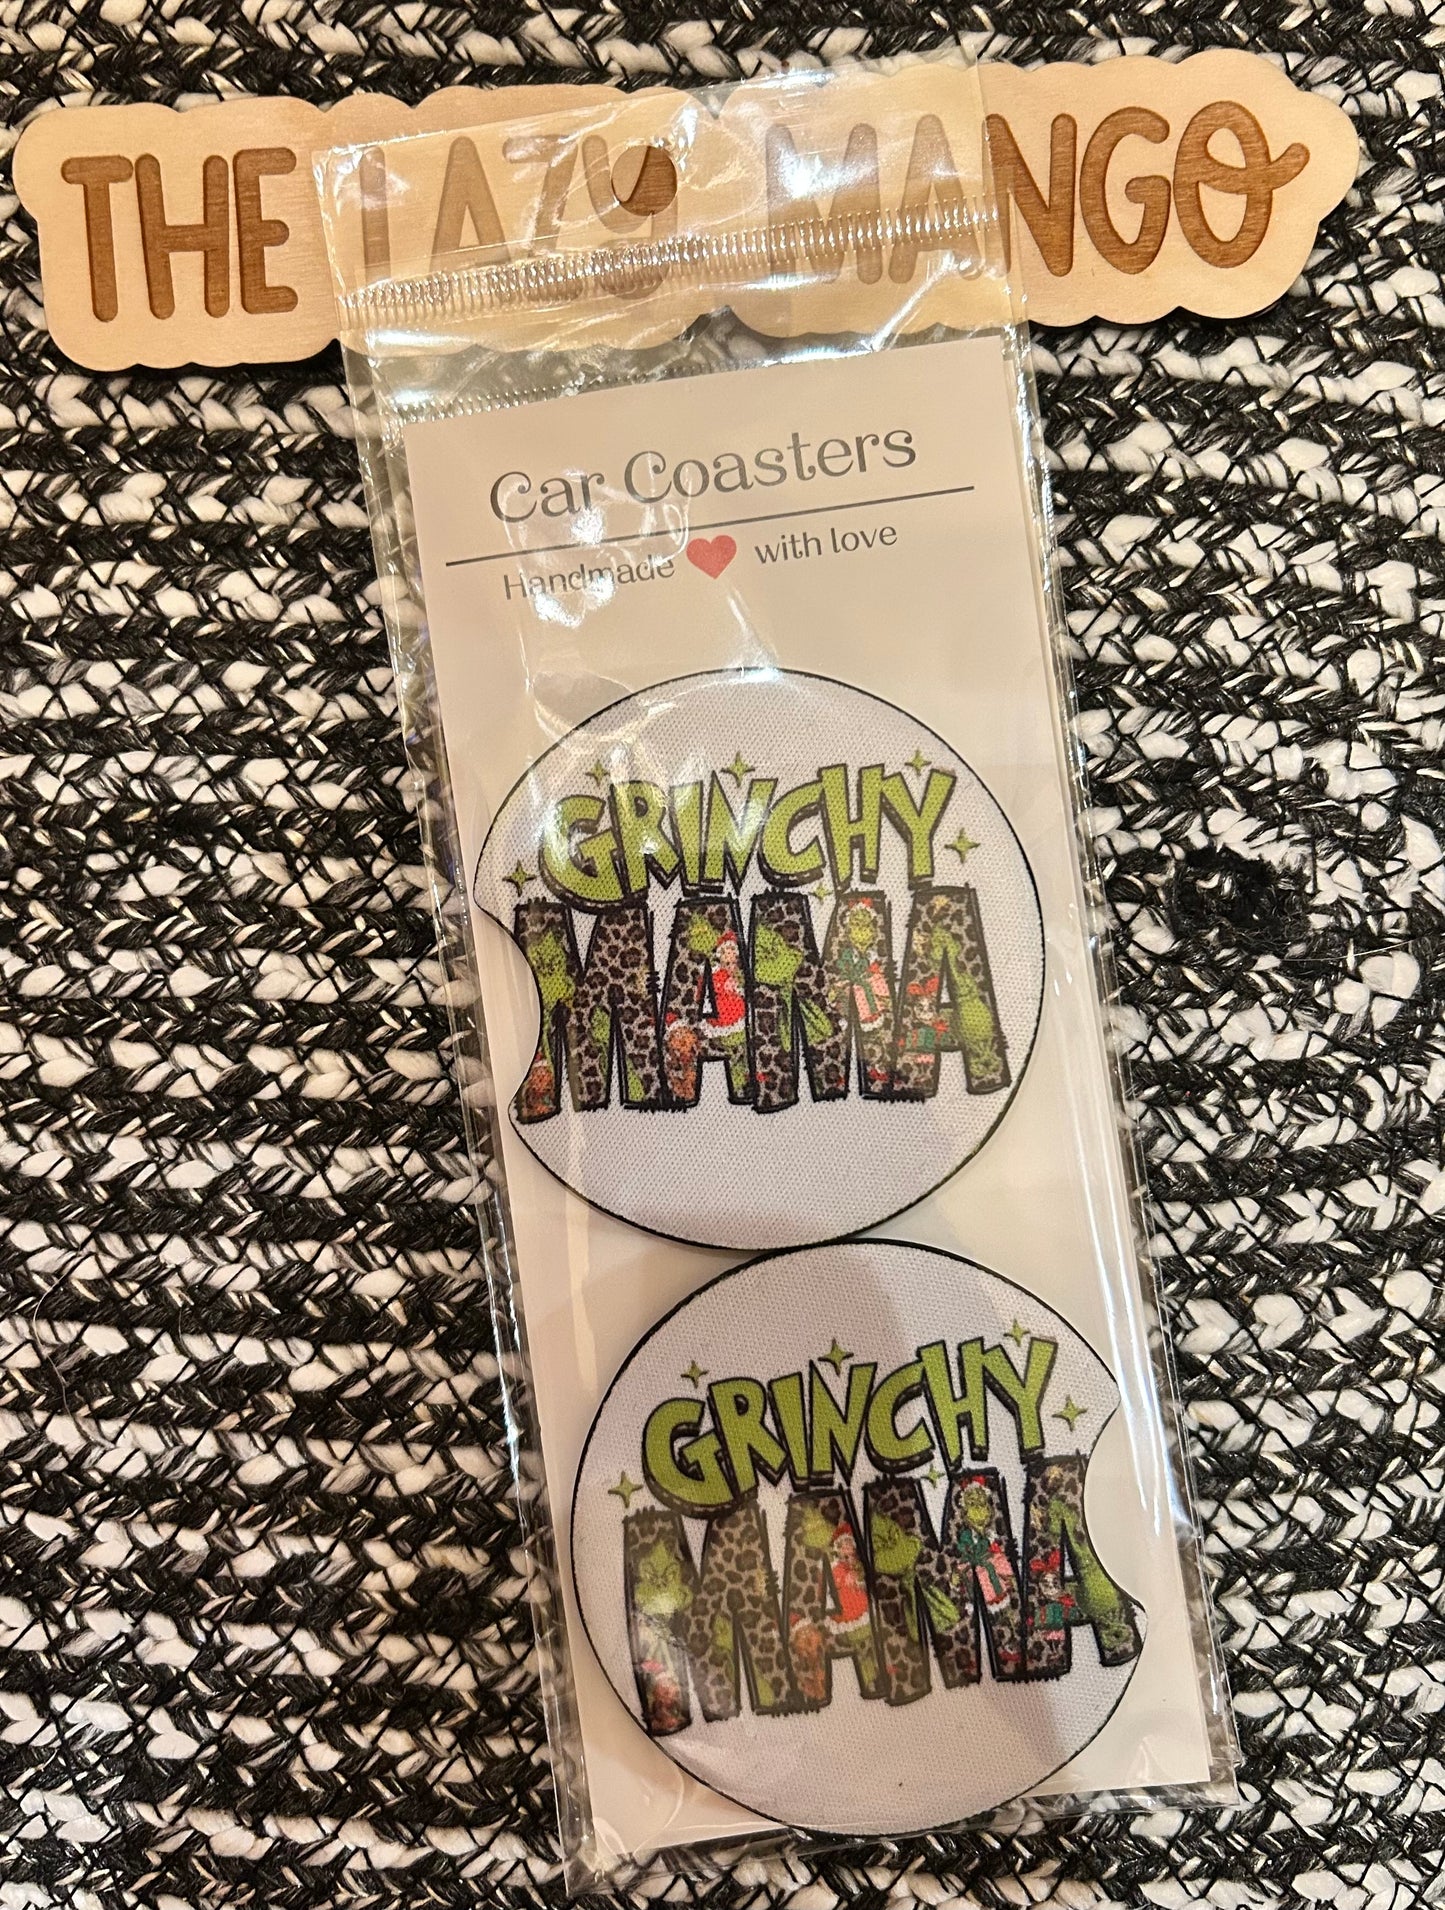 THE LAZY MANGO
Car Coasters
Handmade with love
GRINCHY
MAMA
GRINCHY
MAMA